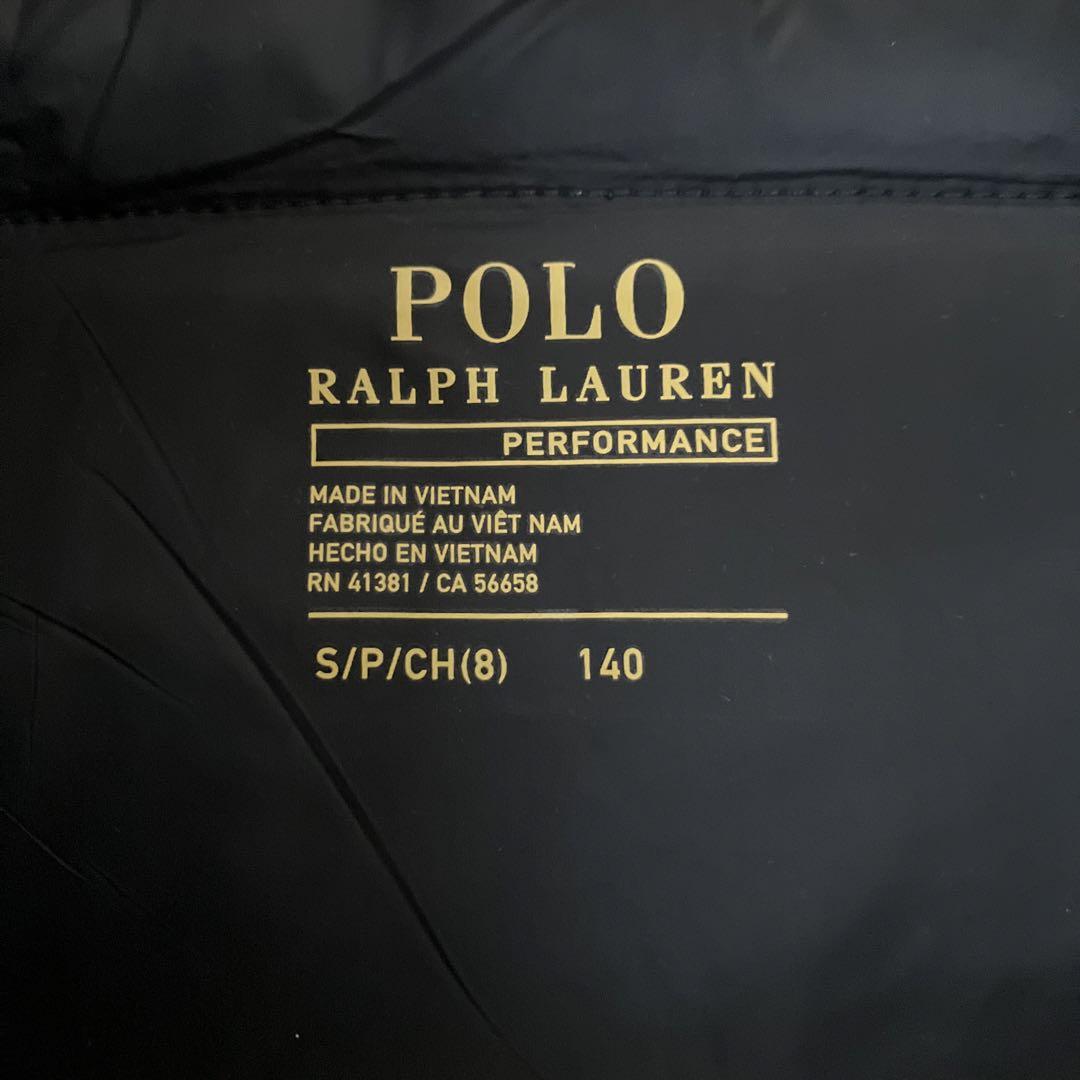 POLO
RALPH LAUREN
PERFORMANCE
MADE IN VIETNAM
FABRIQUÉ AU VIÊT NAM
HECHO EN VIETNAM
RN 41381 / CA 56658
S/P/CH(8) 140